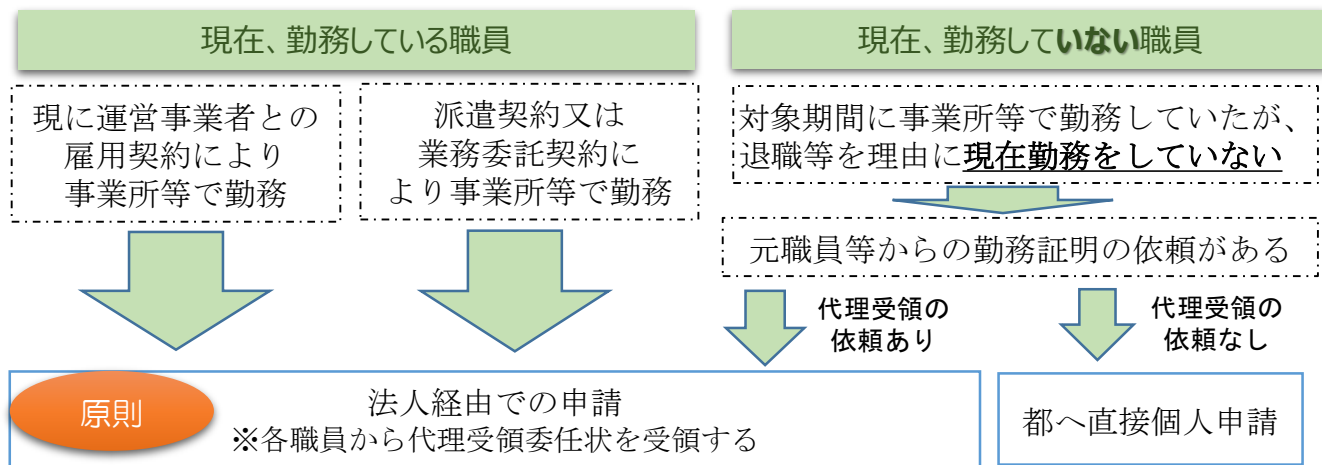 現在、勤務している職員
現に運営事業者との
雇用契約により
事業所等で勤務
派遣契約又は
業務委託契約に
より事業所等で勤務
現在、勤務していない職員
対象期間に事業所等で勤務していたが、
退職等を理由に現在勤務をしていない
元職員等からの勤務証明の依頼がある
代理受領の
依頼あり
代理受領の
依頼なし
原則
法人経由での申請
※各職員から代理受領委任状を受領する
都へ直接個人申請